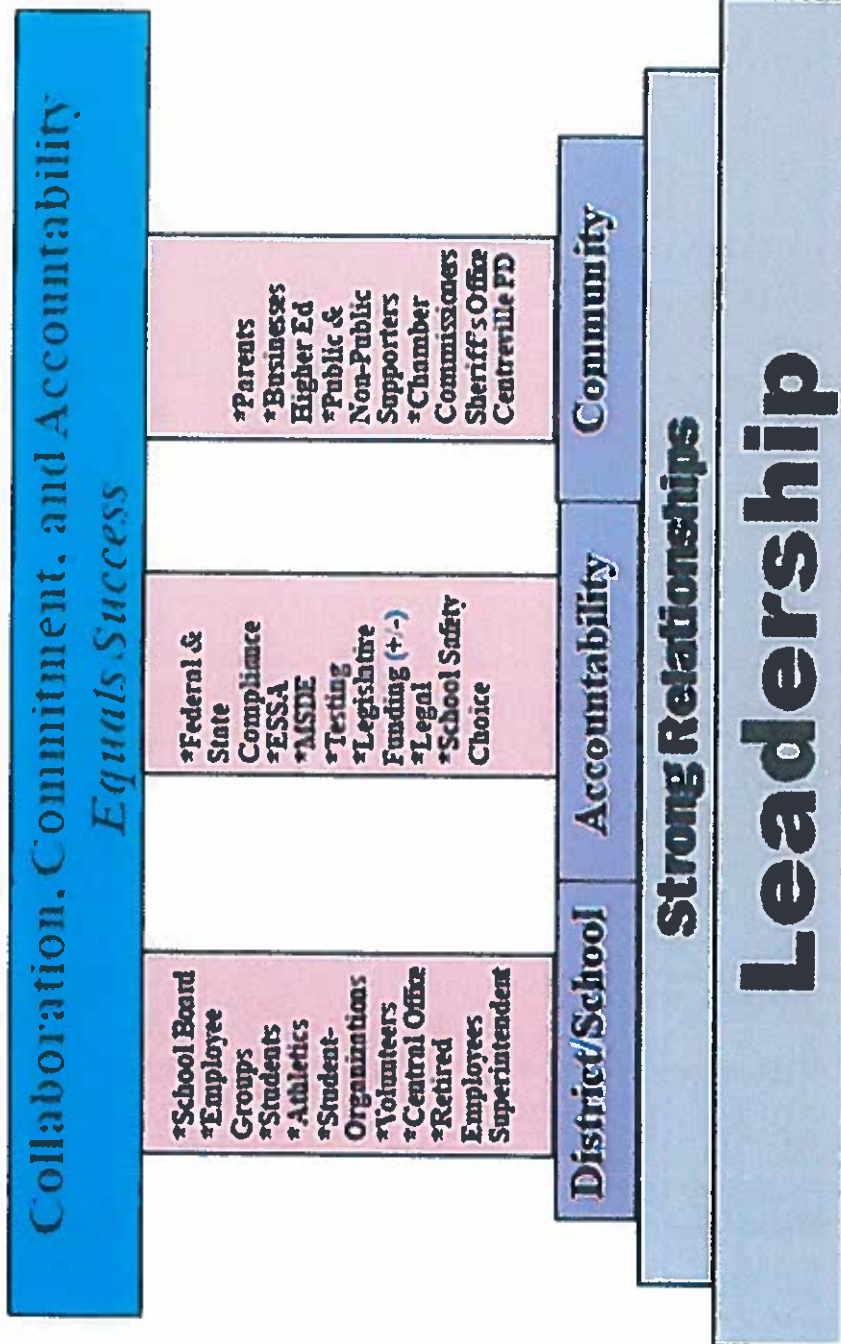 Collaboration, Commitment, and Accountability
Equals Success
*School Board
*Employee
Groups
*Students
*Athletics
*Student-
Organizations
*Volunteers
*Central Office
*Retired
Employees
Superintendent
*Federal &
State
Compliance
*ESSA
*MSDE
*Testing
*Legislative
Funding (+/-)
*Legal
*School Safety
Choice
*Parents
*Businesses
Higher Ed
*Public &
Non-Public
Supporters
*Chamber
Commissioners
Sheriff's Office
Centreville PD
District/School
Accountability
Community
Strong Relationships
Leadership